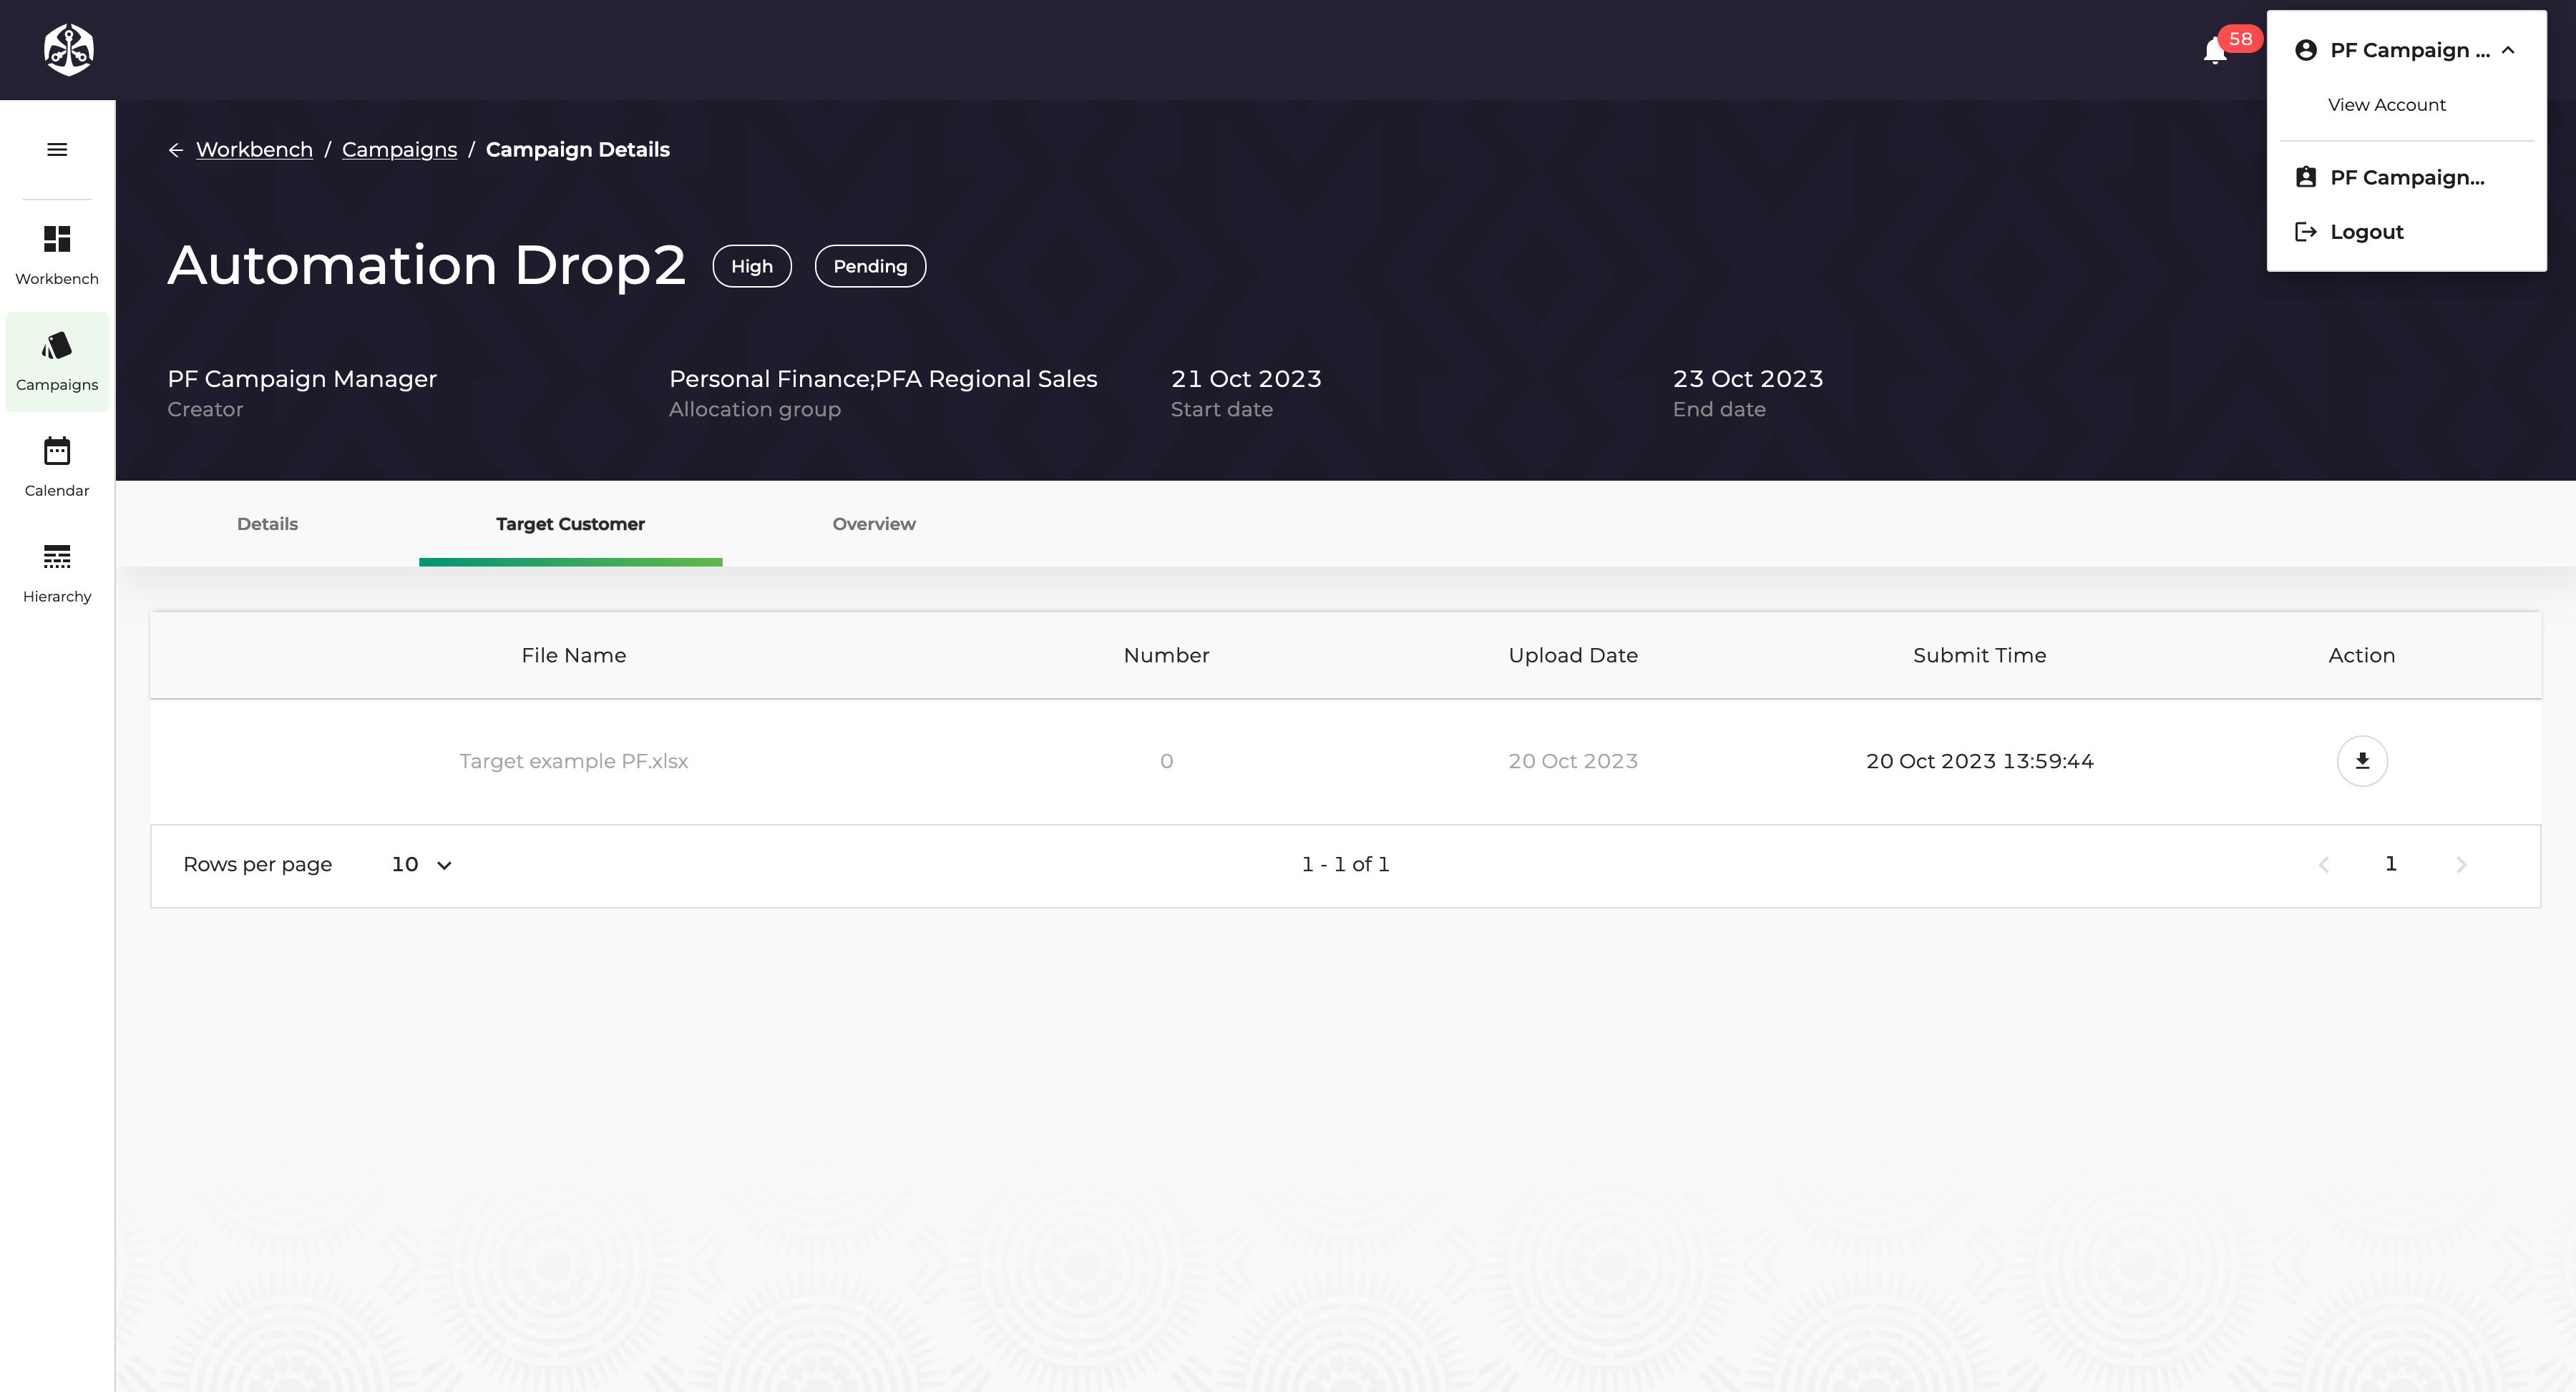 58
PF Campaign ...
View Account
PF Campaign...
Logout
Workbench / Campaigns / Campaign Details
Automation Drop2
High
Pending
PF Campaign Manager
Creator
Personal Finance;PFA Regional Sales
Allocation group
21 Oct 2023
Start date
23 Oct 2023
End date
Workbench
Campaigns
Calendar
Hierarchy
Details
Target Customer
Overview
File Name Number Upload Date Submit Time Action
Target example PF.xlsx 0 20 Oct 2023 20 Oct 2023 13:59:44
Rows per page 10 1 - 1 of 1 1